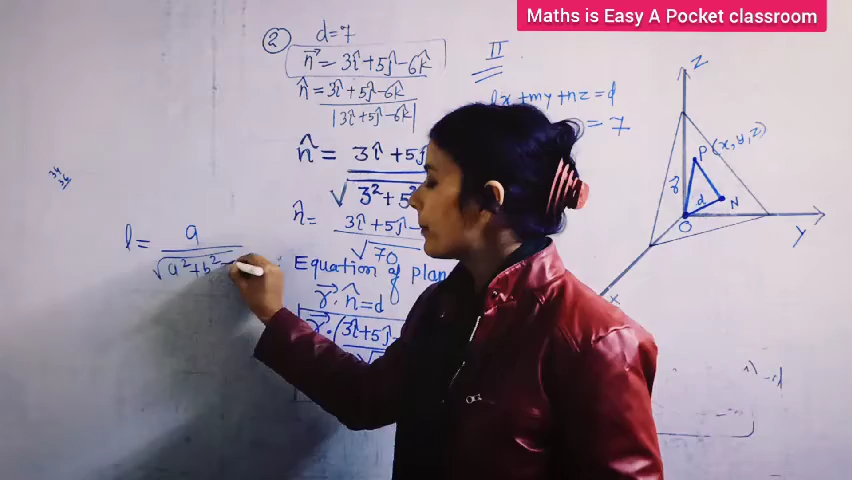 Maths is Easy A Pocket classroom
② d=7
n⃗ = 3î+5ĵ-6k̂
n̂ = 3î+5ĵ-6k̂
|3î+5ĵ-6k̂|
n̂ = 3î+5ĵ
√3²+5²
n̂ = 3î+5ĵ-
√70
Equation of plan
r⃗ · n̂ = d
r⃗ · (3î+5ĵ-
√
l = a
√a²+b²
II
lx+my+nz=d
= 7
Z
P(x,y,z)
r⃗
d
N
O
Y
X